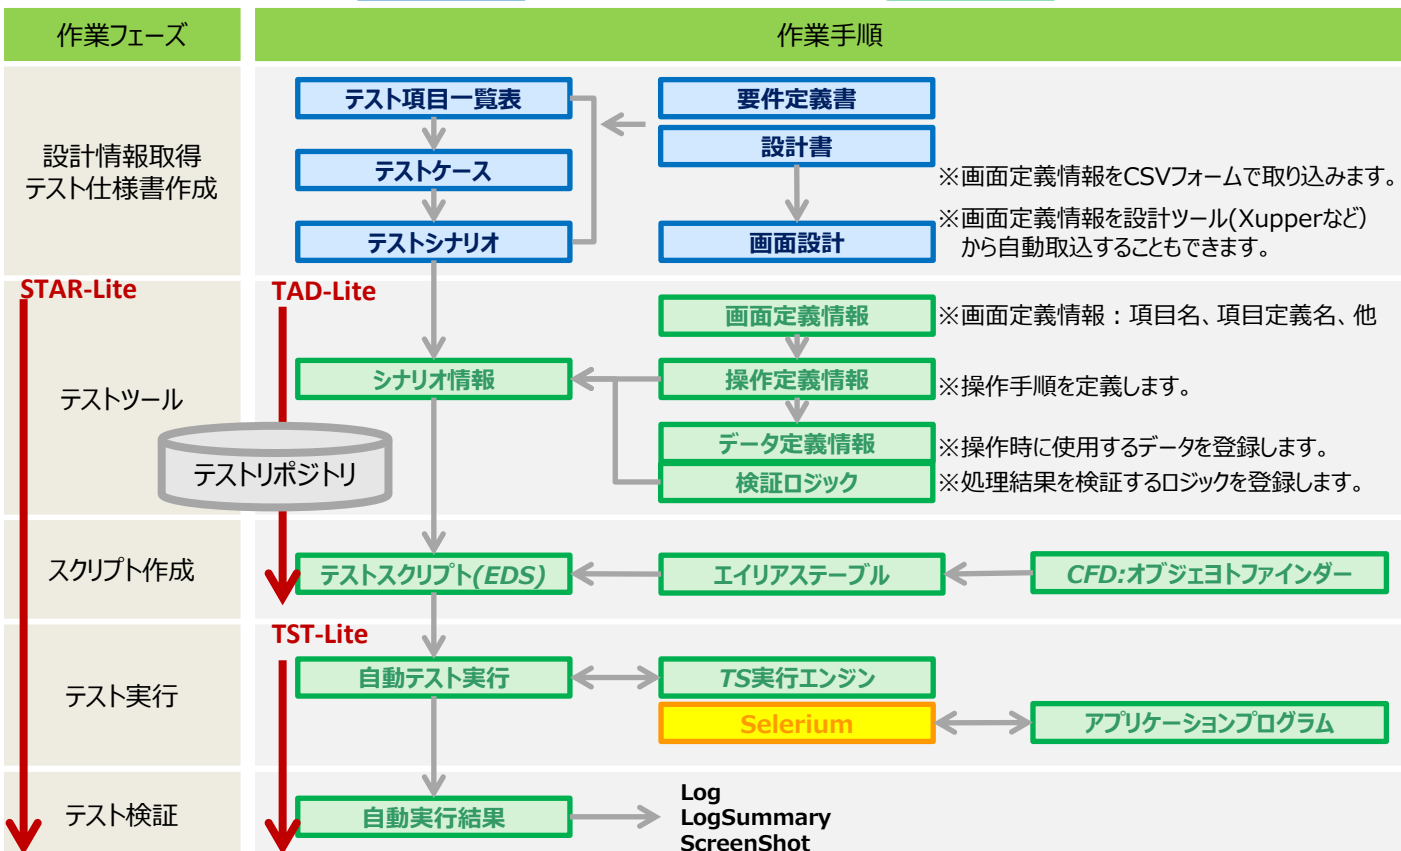 作業フェーズ
作業手順
設計情報取得
テスト仕様書作成
テスト項目一覧表
テストケース
テストシナリオ
要件定義書
設計書
画面設計
※画面定義情報をCSVフォームで取り込みます。
※画面定義情報を設計ツール(Xupperなど)
から自動取込することもできます。
STAR-Lite
TAD-Lite
テストツール
テストリポジトリ
シナリオ情報
画面定義情報
※画面定義情報：項目名、項目定義名、他
操作定義情報
※操作手順を定義します。
データ定義情報
※操作時に使用するデータを登録します。
検証ロジック
※処理結果を検証するロジックを登録します。
スクリプト作成
テストスクリプト(EDS)
エイリアステーブル
CFD:オブジェヨトファインダー
TST-Lite
テスト実行
自動テスト実行
TS実行エンジン
Selerium
アプリケーションプログラム
テスト検証
自動実行結果
Log
LogSummary
ScreenShot